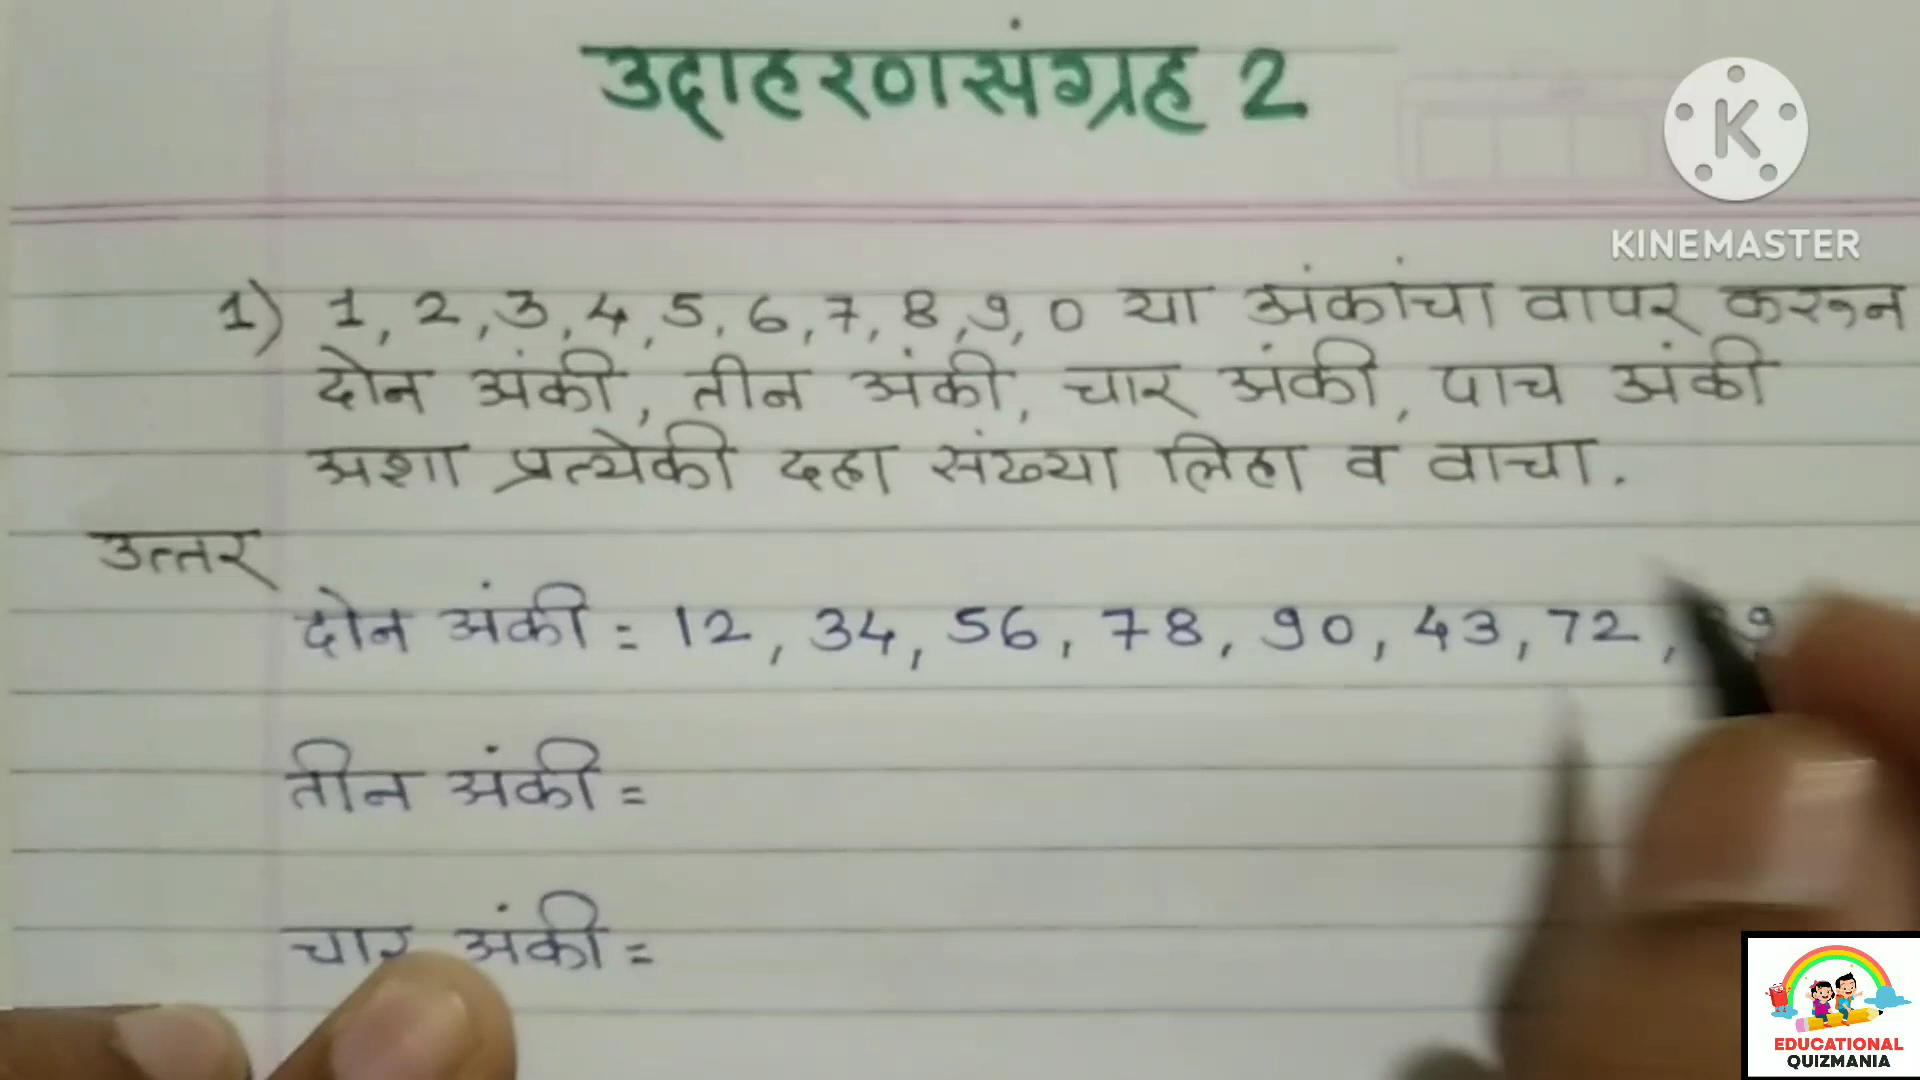 उदाहरणसंग्रह 2
KINEMASTER
1) 1, 2, 3, 4, 5, 6, 7, 8, 9, 0 या अंकांचा वापर करून
दोन अंकी, तीन अंकी, चार अंकी, पाच अंकी
अशा प्रत्येकी दहा संख्या लिहा व वाचा.
उत्तर
दोन अंकी = 12, 34, 56, 78, 90, 43, 72,
तीन अंकी =
चार अंकी =
EDUCATIONAL
QUIZMANIA